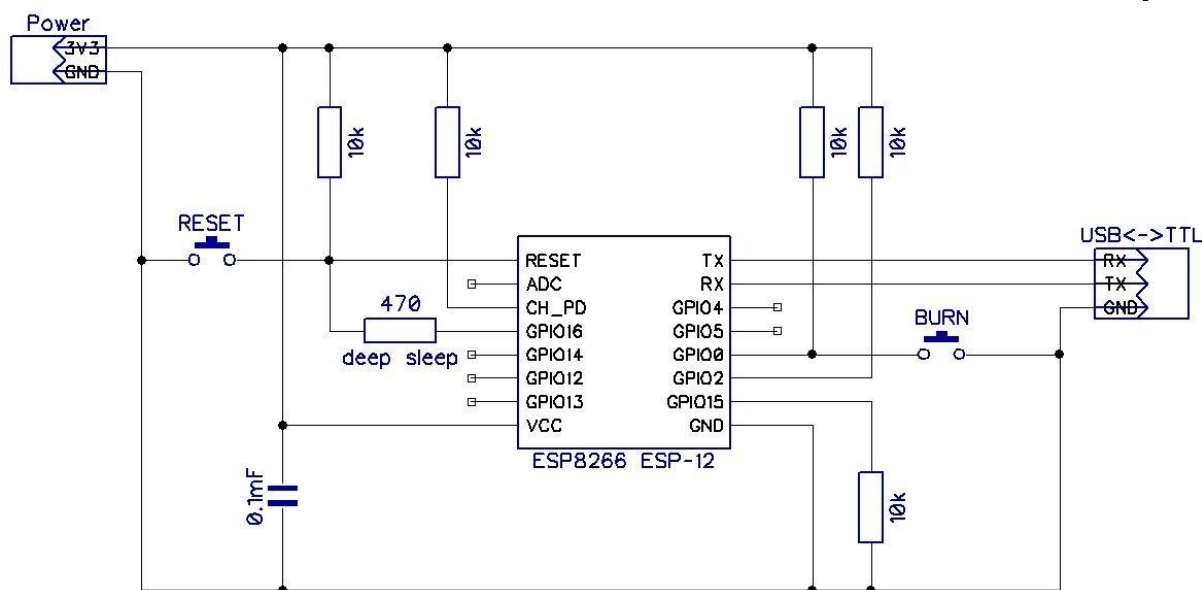 Power
3V3
GND
10k
10k
10k
10k
RESET
USB<->TTL
RX
TX
GND
RESET
ADC
CH_PD
GPIO16
GPIO14
GPIO12
GPIO13
VCC
TX
RX
GPIO4
GPIO5
GPIO0
GPIO2
GPIO15
GND
470
deep sleep
BURN
ESP8266 ESP-12
0.1mF
10k